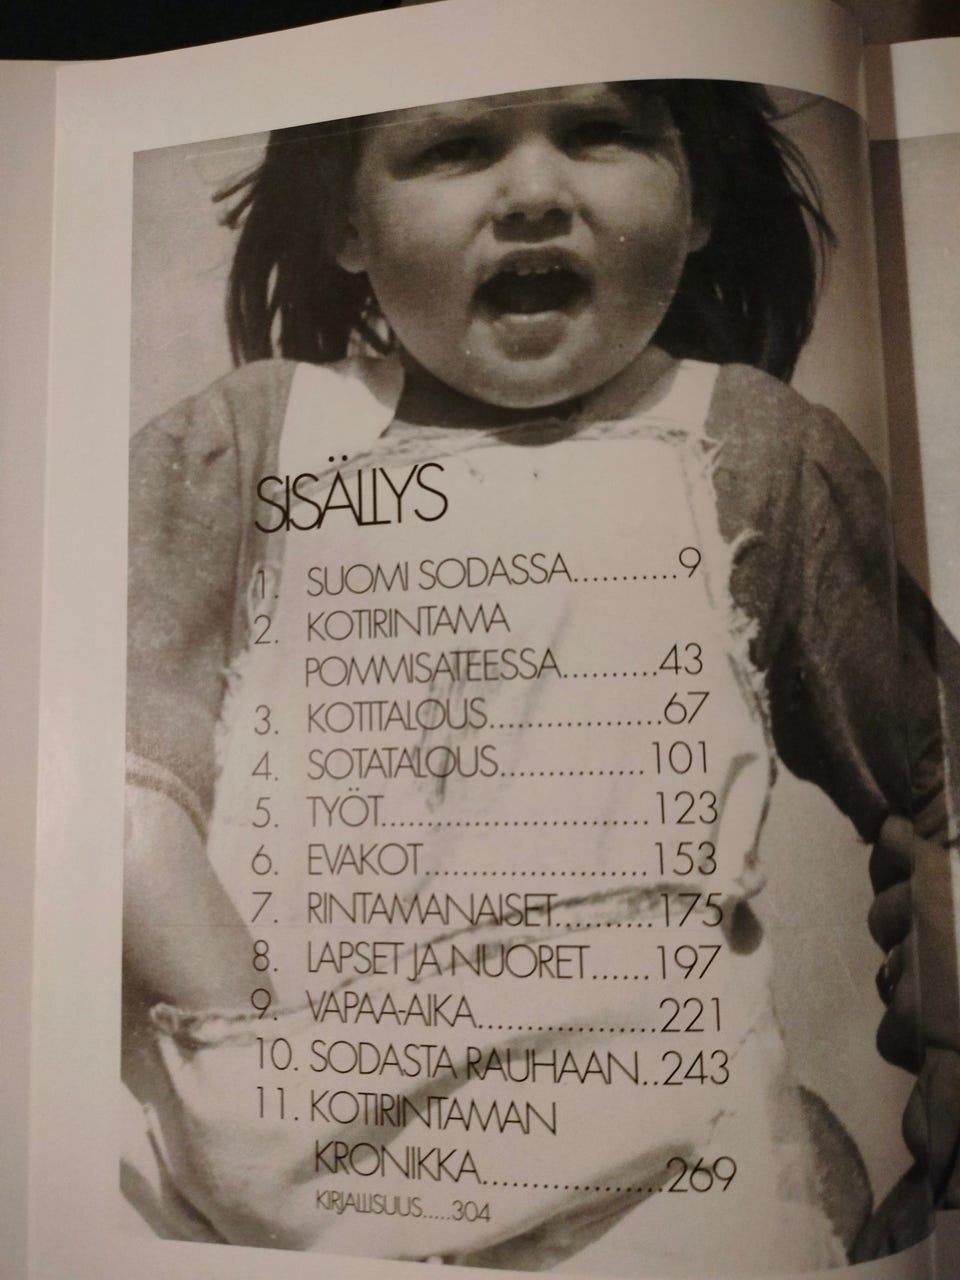 SISÄLLYS
1. SUOMI SODASSA...........9
2. KOTIRINTAMA
POMMISATEESSA..........43
3. KOTITALOUS..................67
4. SOTATALOUS...............101
5. TYÖT............................123
6. EVAKOT........................153
7. RINTAMANAISET..........175
8. LAPSET JA NUORET......197
9. VAPAA-AIKA...................221
10. SODASTA RAUHAAN..243
11. KOTIRINTAMAN
KRONIKKA...................269
KIRJALLISUUS.....304